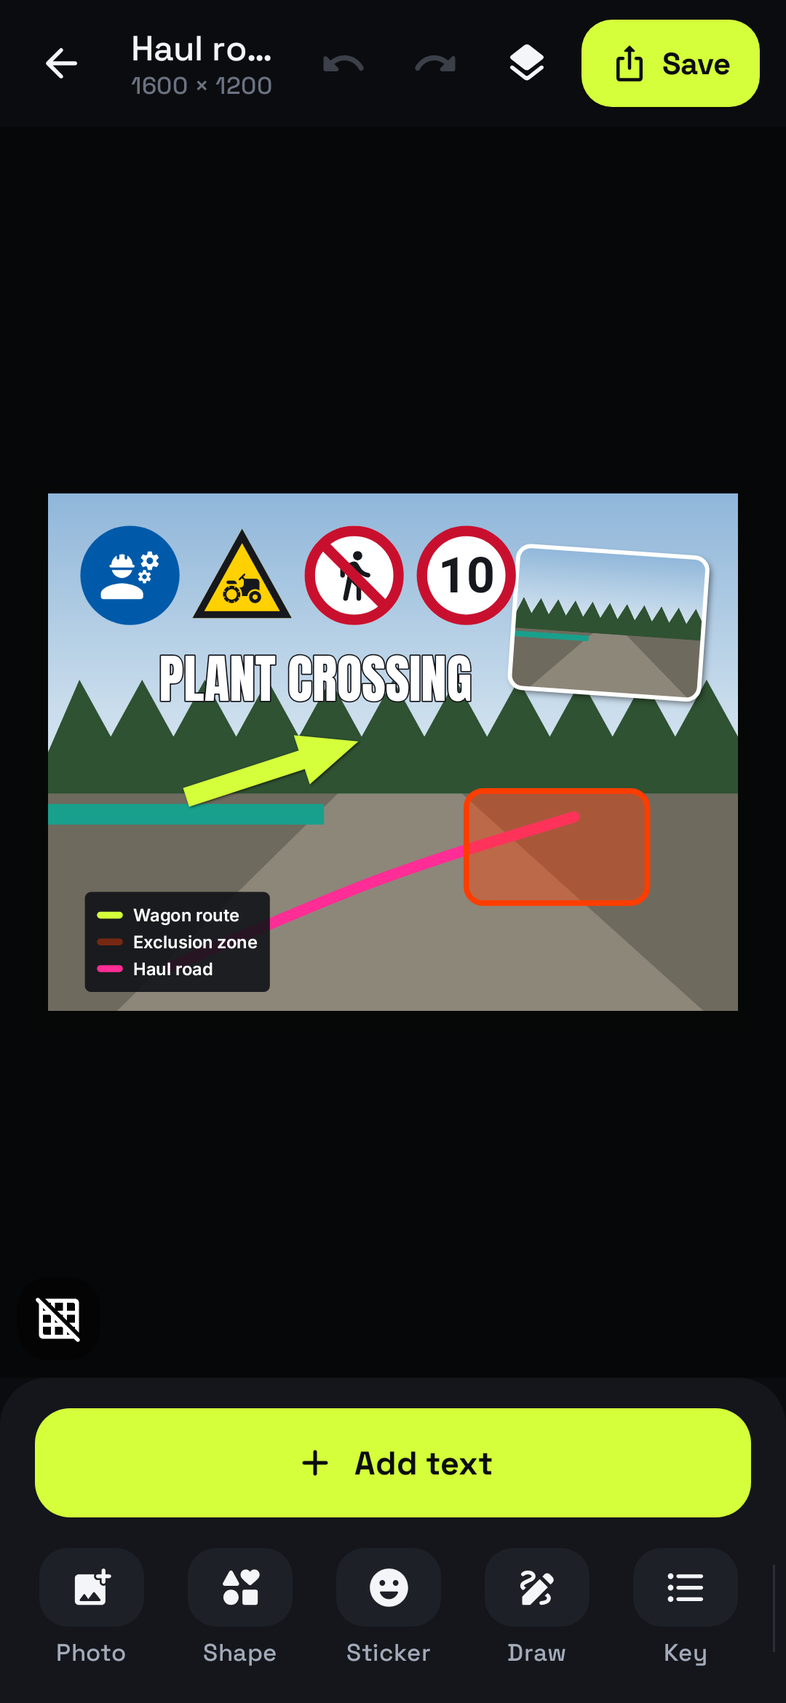 Haul ro...
1600 × 1200
Save
10
PLANT CROSSING
Wagon route
Exclusion zone
Haul road
Add text
Photo
Shape
Sticker
Draw
Key